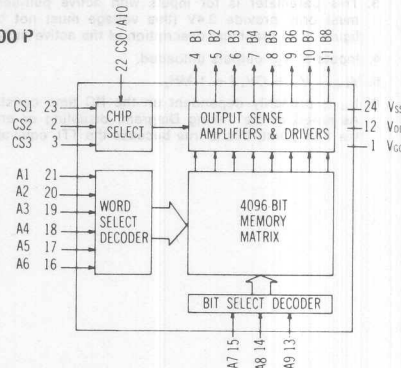 00 P
22 CS0/A10
4 B1
5 B2
6 B3
7 B4
8 B5
9 B6
10 B7
11 B8
CS1 23
CS2 2
CS3 3
CHIP
SELECT
OUTPUT SENSE
AMPLIFIERS & DRIVERS
24 VSS
12 VDD
1 VGG
A1 21
A2 20
A3 19
A4 18
A5 17
A6 16
WORD
SELECT
DECODER
4096 BIT
MEMORY
MATRIX
BIT SELECT DECODER
A7 15
A8 14
A9 13